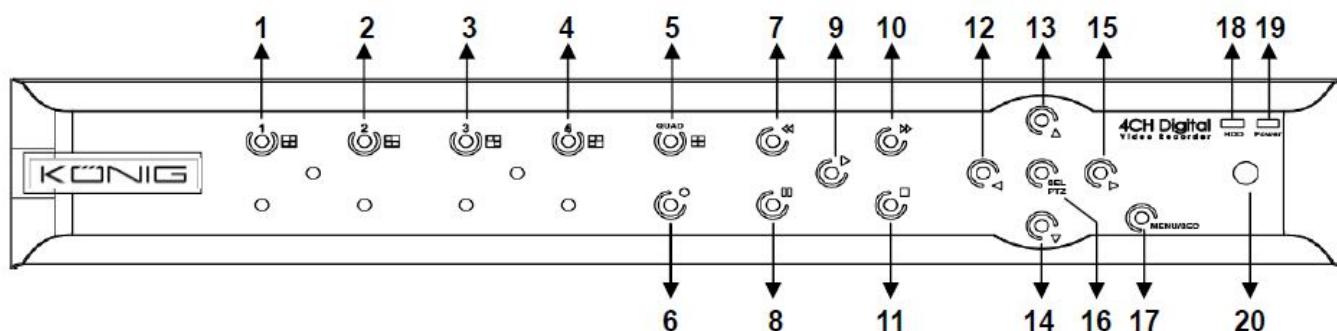 1 2 3 4 5 7 9 10 12 13 15 18 19
1 2 3 4 QUAD
4CH Digital
Video Recorder
HDD Power
KÖNIG
SEL
PTZ
MENU/ECD
6 8 11 14 16 17 20